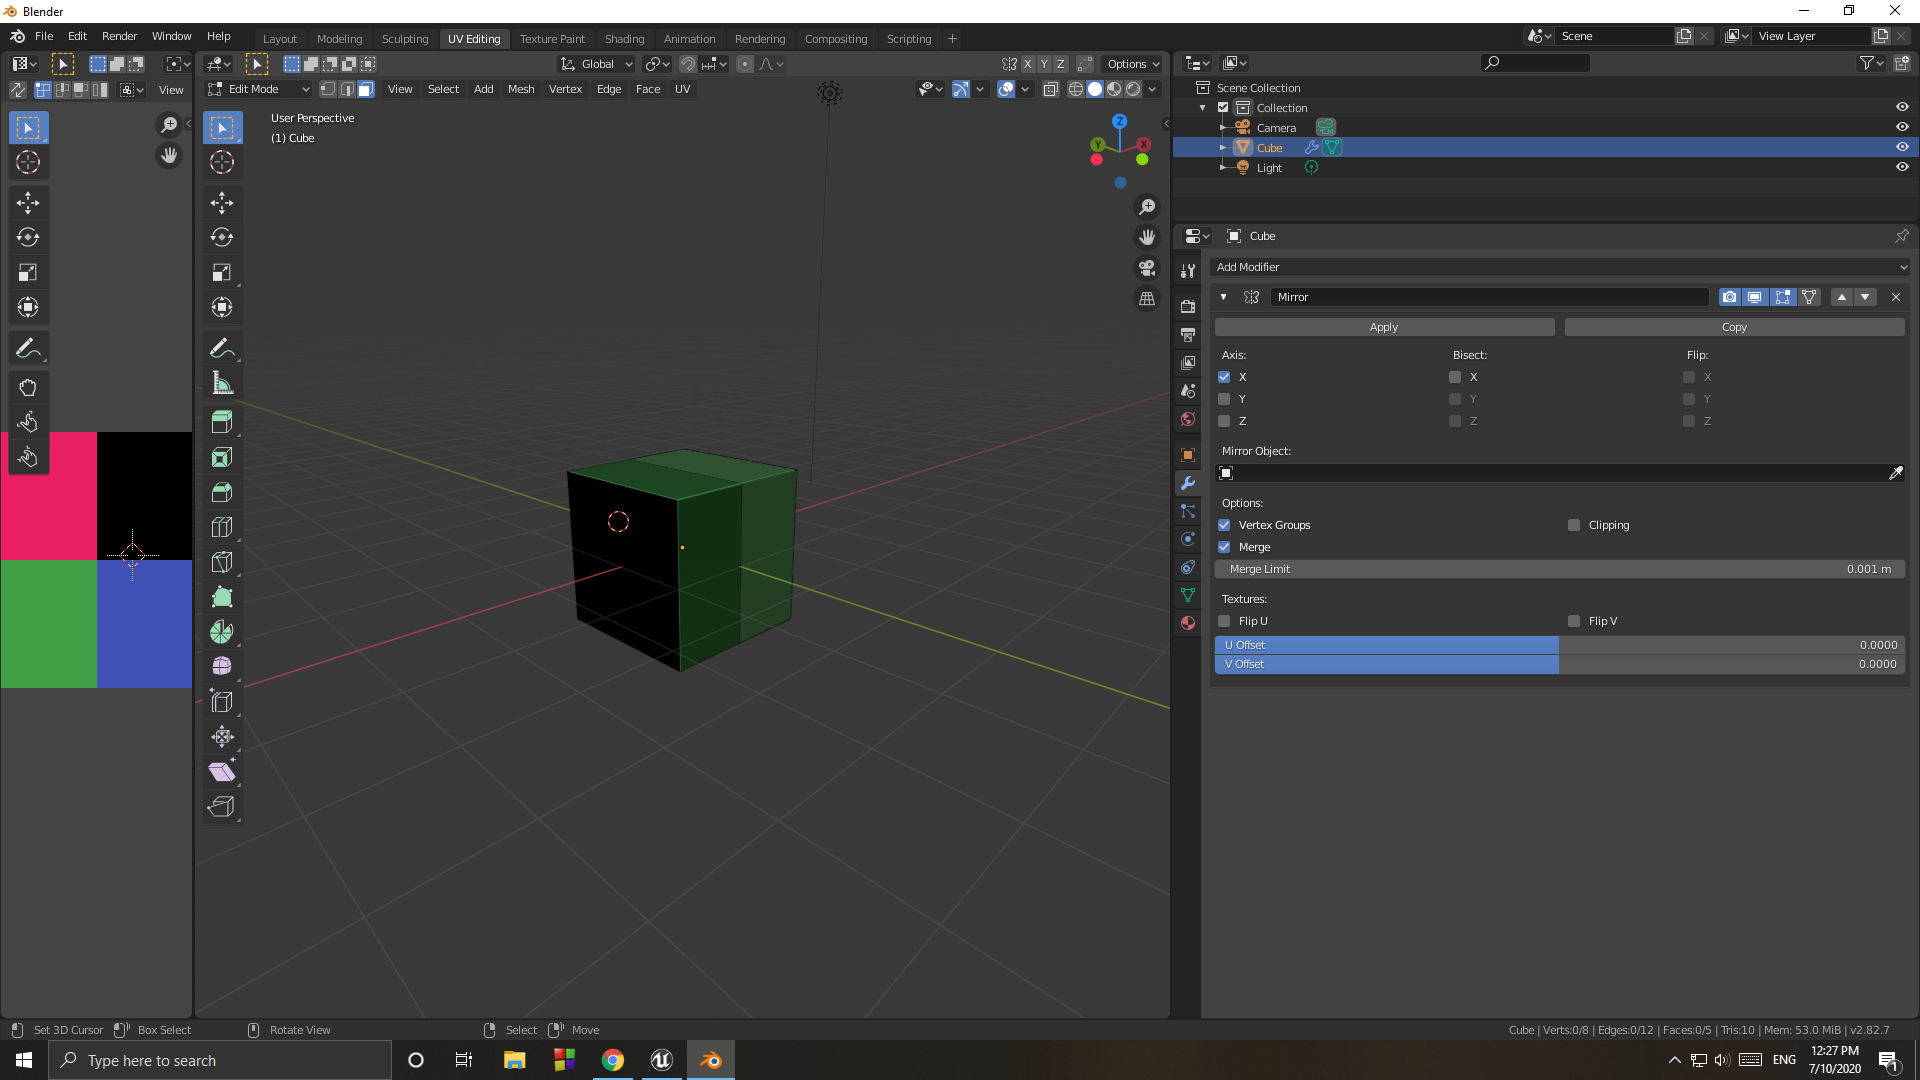 Blender
File Edit Render Window Help
Layout Modeling Sculpting UV Editing Texture Paint Shading Animation Rendering Compositing Scripting +
Scene
View Layer
Global
X Y Z
Options
View
Edit Mode
View Select Add Mesh Vertex Edge Face UV
User Perspective
(1) Cube
Z
Y X
Scene Collection
Collection
Camera
Cube
Light
Cube
Add Modifier
Mirror
Apply Copy
Axis: Bisect: Flip:
X X X
Y Y Y
Z Z Z
Mirror Object:
Options:
Vertex Groups Clipping
Merge
Merge Limit 0.001 m
Textures:
Flip U Flip V
U Offset 0.0000
V Offset 0.0000
Set 3D Cursor Box Select Rotate View Select Move
Cube | Verts:0/8 | Edges:0/12 | Faces:0/5 | Tris:10 | Mem: 53.0 MiB | v2.82.7
Type here to search
ENG
12:27 PM
7/10/2020
1